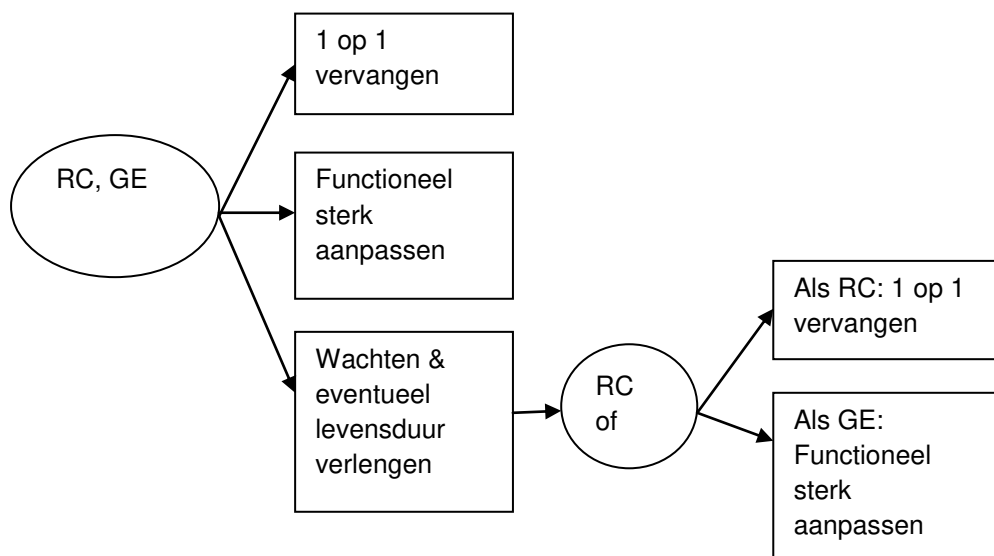 1 op 1
vervangen
RC, GE
Functioneel
sterk
aanpassen
Wachten &
eventueel
levensduur
verlengen
RC
of
Als RC: 1 op 1
vervangen
Als GE:
Functioneel
sterk
aanpassen